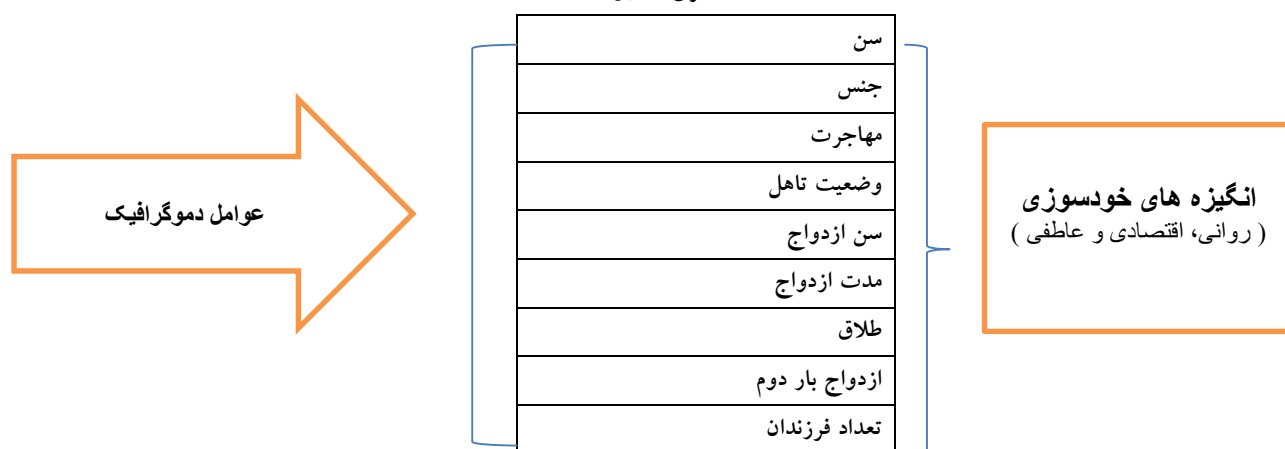 سن
جنس
مهاجرت
وضعیت تاهل
سن ازدواج
مدت ازدواج
طلاق
ازدواج بار دوم
تعداد فرزندان
انگیزه های خودسوزی
( روانی، اقتصادی و عاطفی )
عوامل دموگرافیک